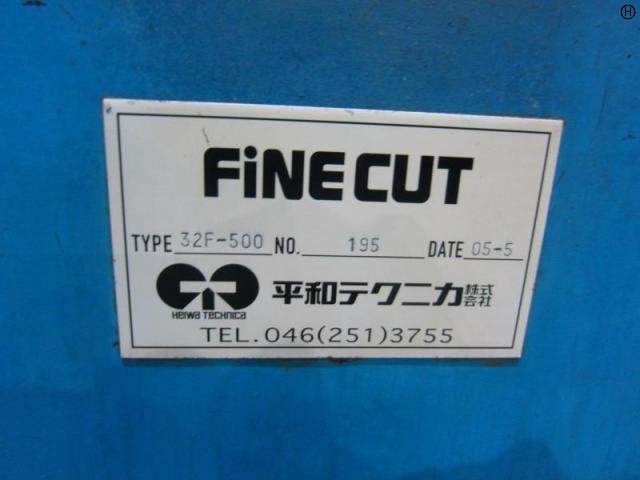 H
FiNE CUT
TYPE 32F-500 NO. 195 DATE 05-5
HEIWA TECHNICA 平和テクニカ株式会社
TEL.046(251)3755